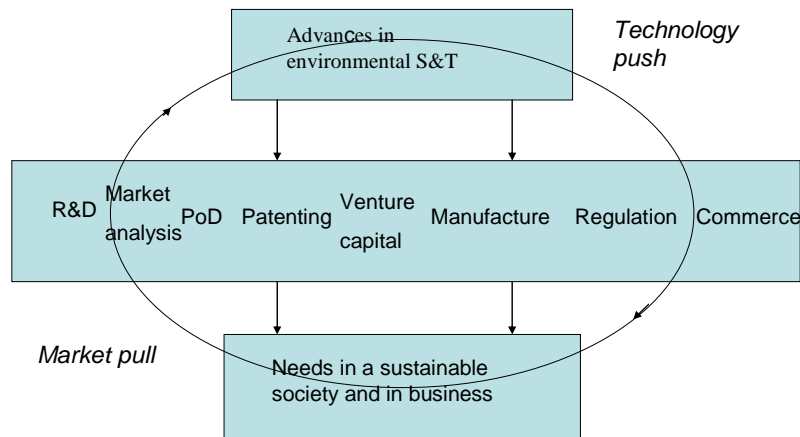 Advances in
environmental S&T
Technology
push
R&D
Market
analysis
PoD
Patenting
Venture
capital
Manufacture
Regulation
Commerce
Market pull
Needs in a sustainable
society and in business